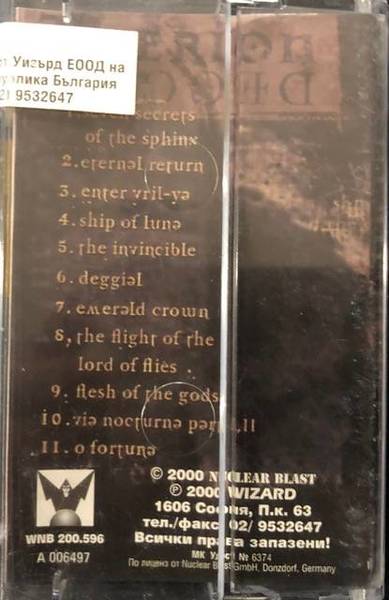 Уизърд ЕООД на
България
9532647
Therion
DEGGIAL
1. seven secrets
of the sphinx
2. eternal return
3. enter vril-ya
4. ship of luna
5. the invincible
6. deggial
7. emerald crown
8, the flight of the
lord of flies .
9. flesh of the gods
10. via nocturna part I,II
11. o fortuna
© 2000 NUCLEAR BLAST
℗ 2000 WIZARD
1606 София, П.к. 63
тел./факс: 02/ 9532647
Всички права запазени!
WNB 200.596
A 006497
МК Удост № 6374
По лиценз от Nuclear Blast GmbH, Donzdorf, Germany